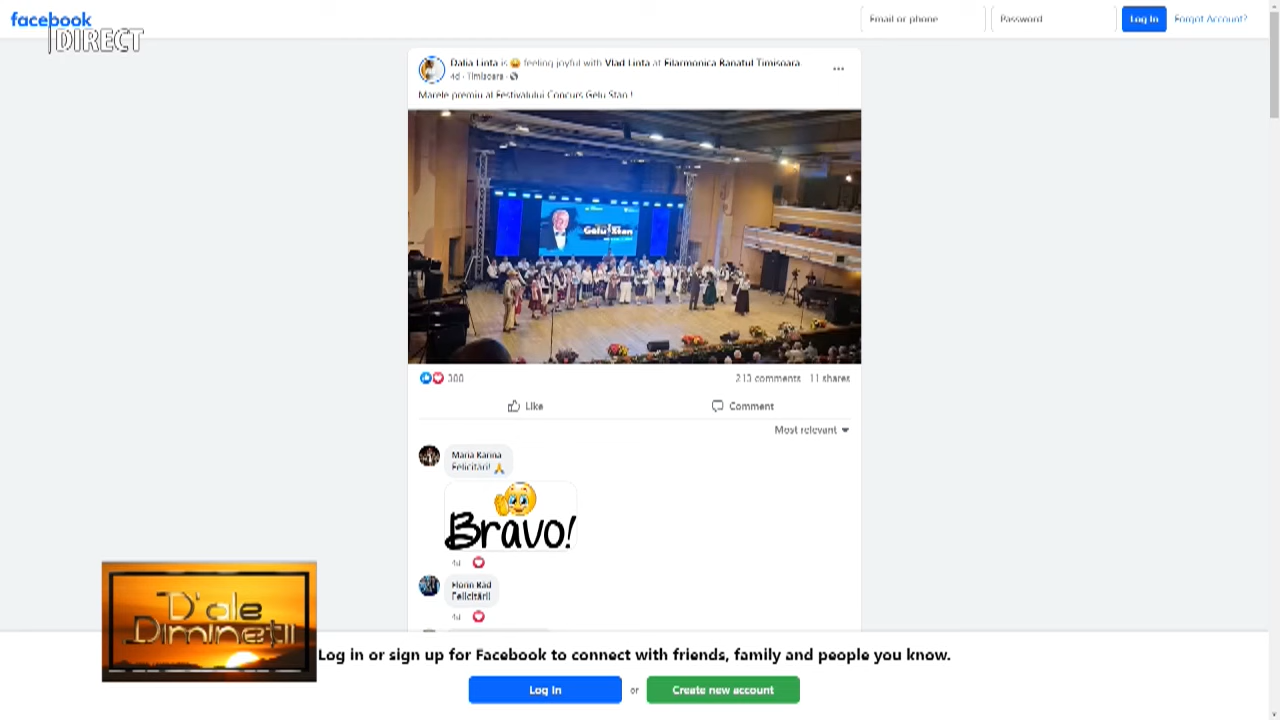 facebook
DIRECT
Email or phone
Password
Log In
Forgot Account?
Dalia Linta is feeling joyful with Vlad Linta at Filarmonica Banatul Timisoara.
4d · Timisoara ·
Marele premiu al Festivalului Concurs Gelu Stan !
Gelu Stan
300
213 comments 11 shares
Like
Comment
Most relevant
Maria Karina
Felicitări! 🙏
Bravo!
4d
Florin Rad
Felicitări!
4d
D'ale
Dimineții
Log in or sign up for Facebook to connect with friends, family and people you know.
Log In
or
Create new account